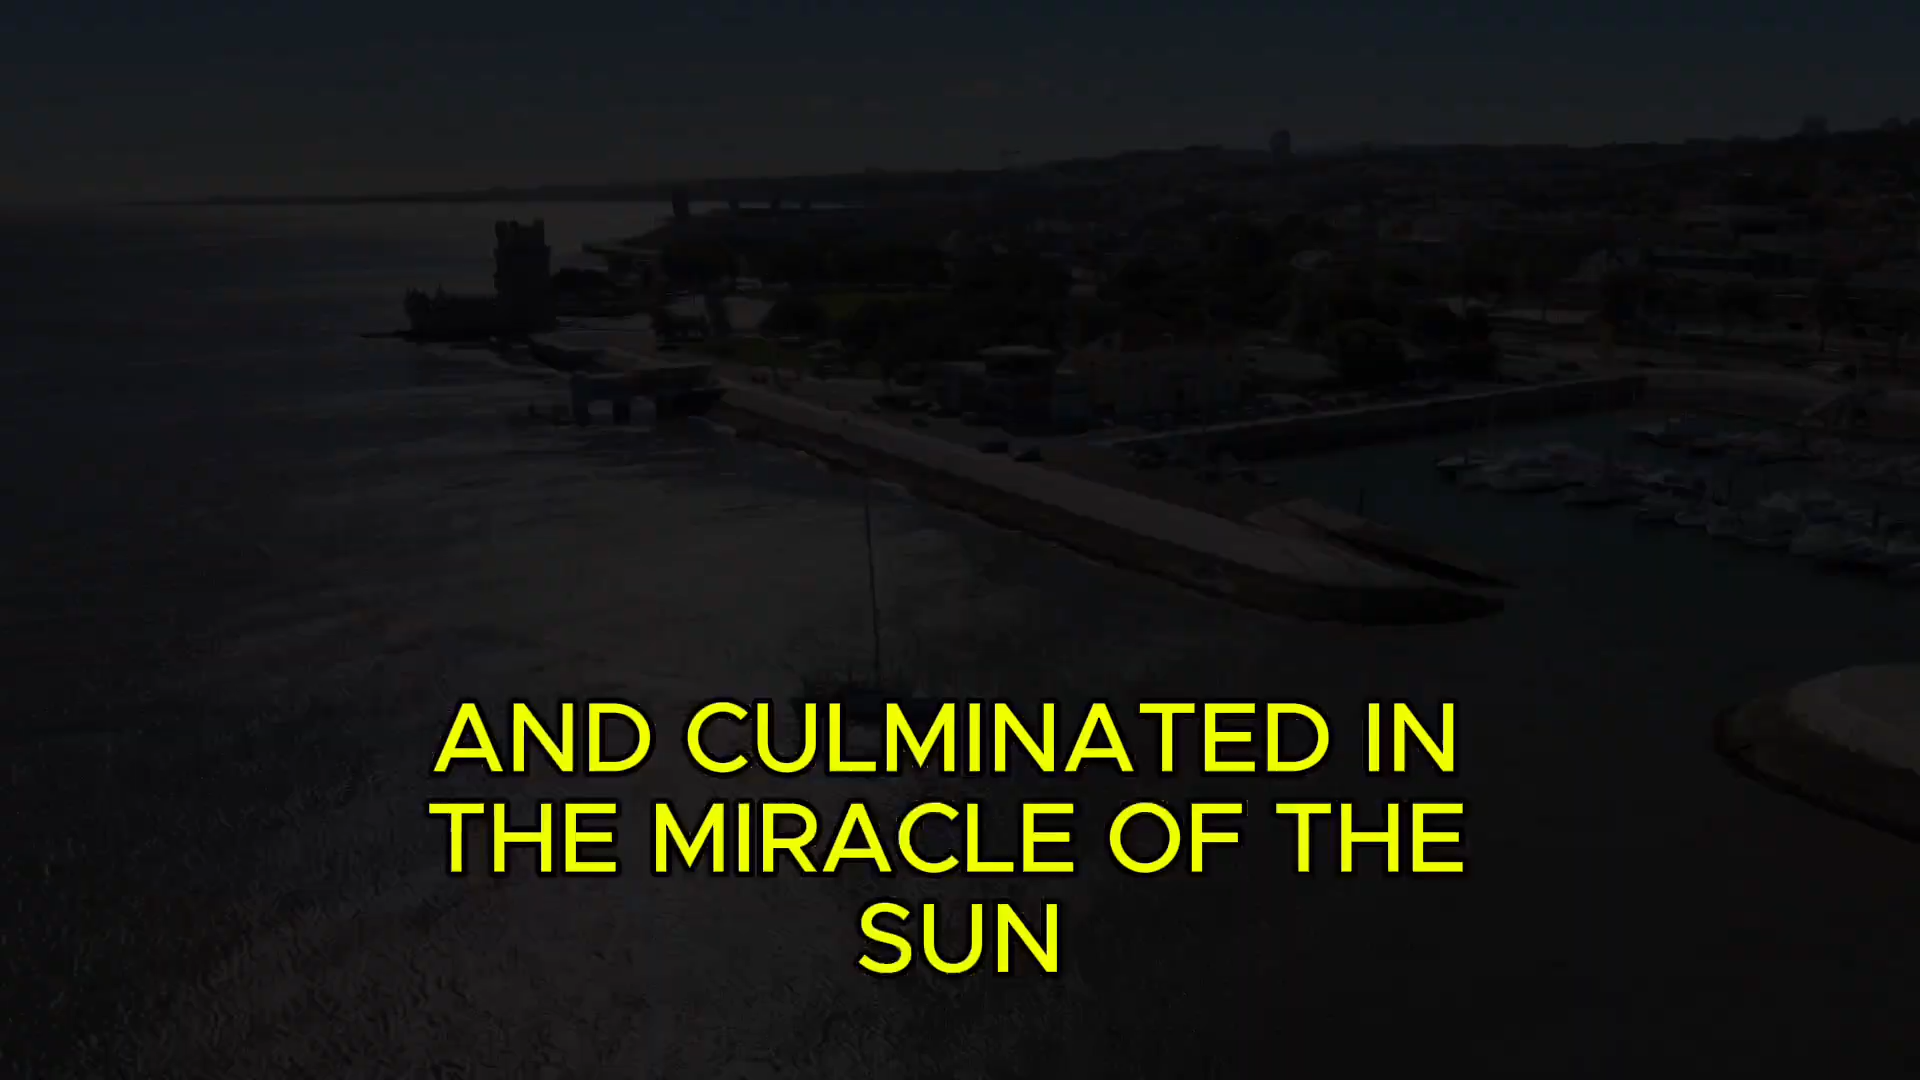 AND CULMINATED IN
THE MIRACLE OF THE
SUN